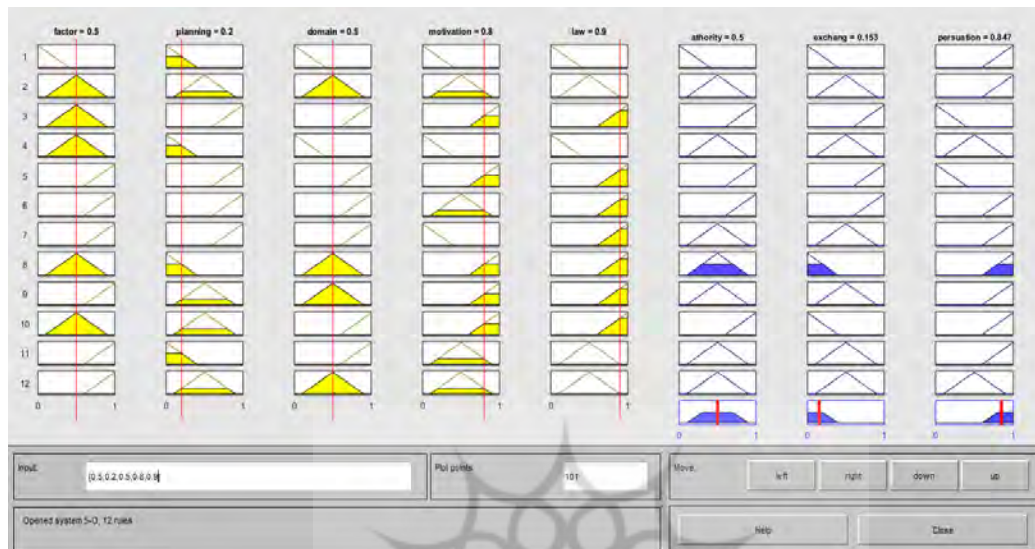 factor = 0.5 planning = 0.2 domain = 0.5 motivation = 0.8 law = 0.9 athority = 0.5 exchang = 0.153 persuation = 0.847
1
2
3
4
5
6
7
8
9
10
11
12
0 1 0 1 0 1 0 1 0 1
0 1 0 1 0 1
Input: [0.5;0.2;0.5;0.8;0.9] Plot points: 101 Move: left right down up
Opened system 5-O, 12 rules Help Close